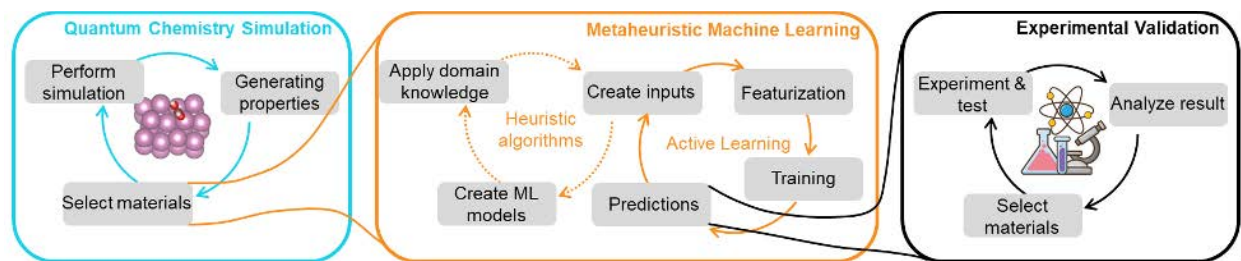 Quantum Chemistry Simulation
Perform
simulation
Generating
properties
Select materials
Metaheuristic Machine Learning
Apply domain
knowledge
Create inputs
Featurization
Heuristic
algorithms
Active Learning
Create ML
models
Predictions
Training
Experimental Validation
Experiment &
test
Analyze result
Select
materials